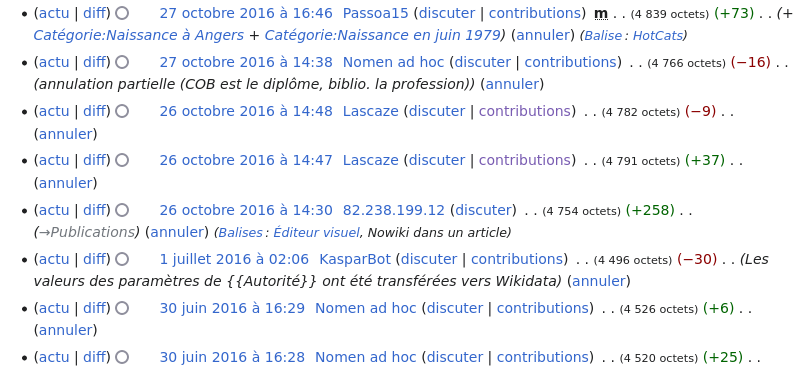 • (actu | diff) 27 octobre 2016 à 16:46 Passoa15 (discuter | contributions) m . . (4 839 octets) (+73) . . (+
Catégorie:Naissance à Angers + Catégorie:Naissance en juin 1979) (annuler) (Balise : HotCats)
• (actu | diff) 27 octobre 2016 à 14:38 Nomen ad hoc (discuter | contributions) . . (4 766 octets) (−16) . .
(annulation partielle (COB est le diplôme, biblio. la profession)) (annuler)
• (actu | diff) 26 octobre 2016 à 14:48 Lascaze (discuter | contributions) . . (4 782 octets) (−9) . .
(annuler)
• (actu | diff) 26 octobre 2016 à 14:47 Lascaze (discuter | contributions) . . (4 791 octets) (+37) . .
(annuler)
• (actu | diff) 26 octobre 2016 à 14:30 82.238.199.12 (discuter) . . (4 754 octets) (+258) . .
(→Publications) (annuler) (Balises : Éditeur visuel, Nowiki dans un article)
• (actu | diff) 1 juillet 2016 à 02:06 KasparBot (discuter | contributions) . . (4 496 octets) (−30) . . (Les
valeurs des paramètres de {{Autorité}} ont été transférées vers Wikidata) (annuler)
• (actu | diff) 30 juin 2016 à 16:29 Nomen ad hoc (discuter | contributions) . . (4 526 octets) (+6) . .
(annuler)
• (actu | diff) 30 juin 2016 à 16:28 Nomen ad hoc (discuter | contributions) . . (4 520 octets) (+25) . .